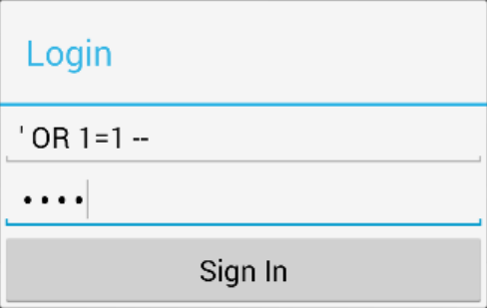 Login
' OR 1=1 --
••••
Sign In